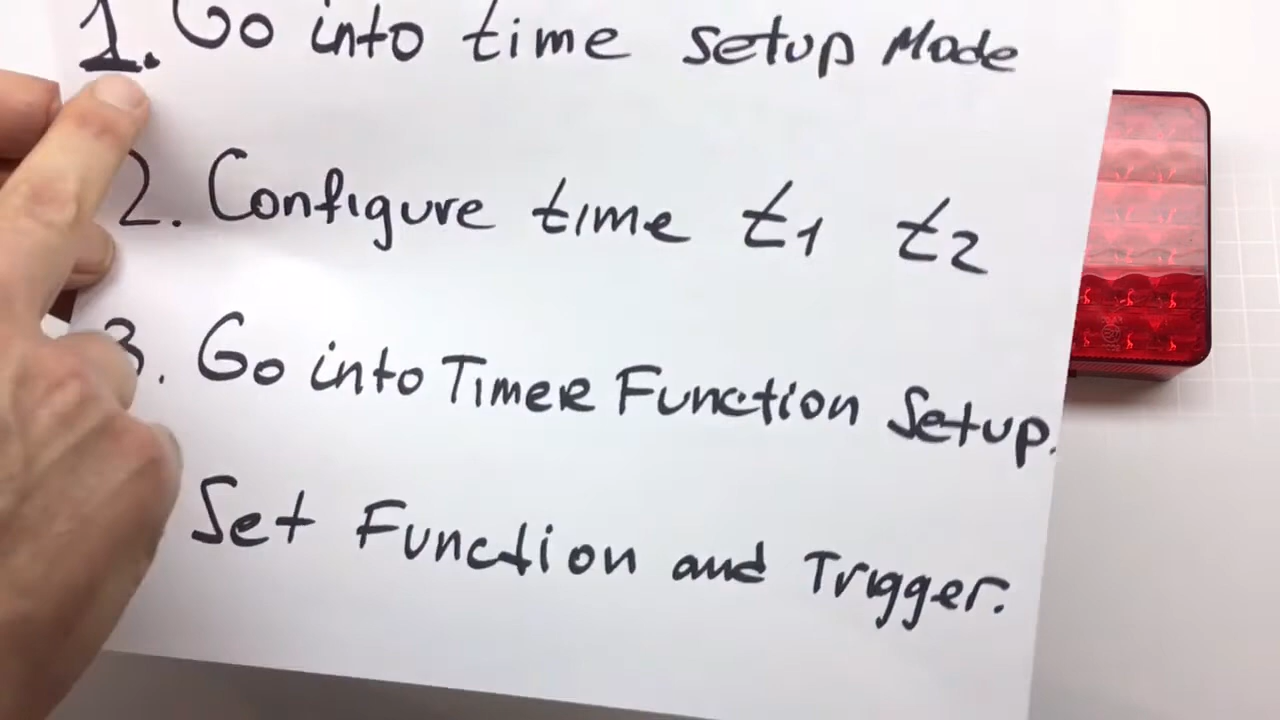 1. Go into time setup Mode
2. Configure time t1 t2
3. Go into Timer Function Setup.
Set Function and Trigger.